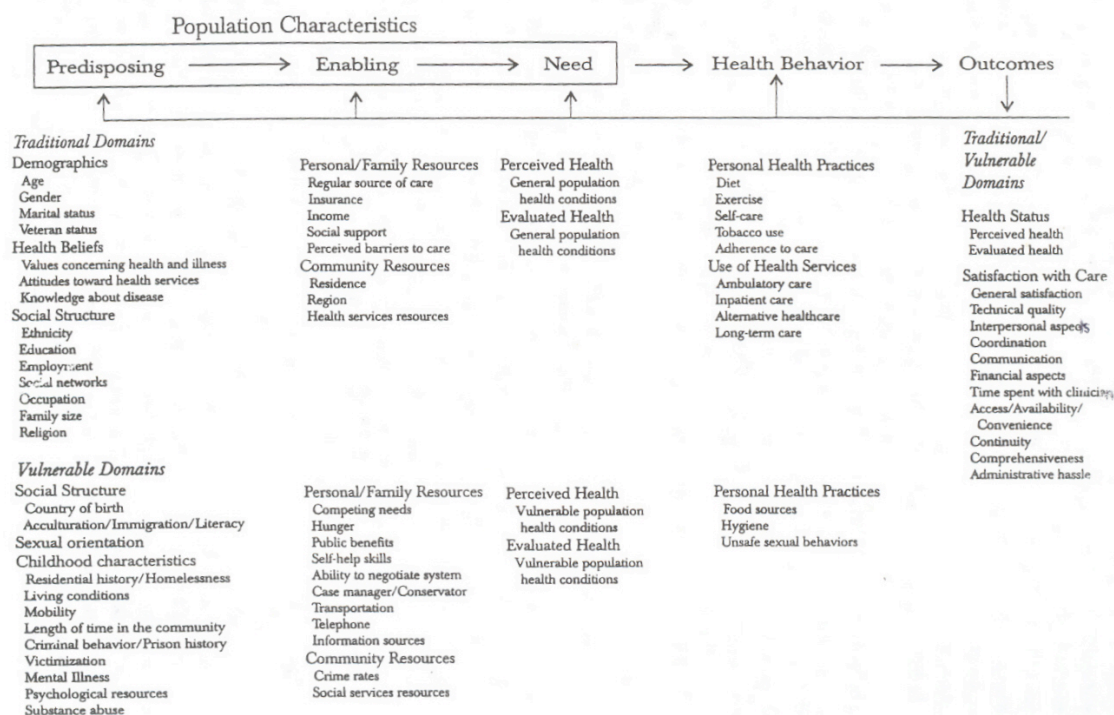 Population Characteristics
Predisposing
Enabling
Need
Health Behavior
Outcomes
Traditional Domains
Demographics
Age
Gender
Marital status
Veteran status
Health Beliefs
Values concerning health and illness
Attitudes toward health services
Knowledge about disease
Social Structure
Ethnicity
Education
Employment
Social networks
Occupation
Family size
Religion
Personal/Family Resources
Regular source of care
Insurance
Income
Social support
Perceived barriers to care
Community Resources
Residence
Region
Health services resources
Perceived Health
General population
health conditions
Evaluated Health
General population
health conditions
Personal Health Practices
Diet
Exercise
Self-care
Tobacco use
Adherence to care
Use of Health Services
Ambulatory care
Inpatient care
Alternative healthcare
Long-term care
Traditional/
Vulnerable
Domains
Health Status
Perceived health
Evaluated health
Satisfaction with Care
General satisfaction
Technical quality
Interpersonal aspects
Coordination
Communication
Financial aspects
Time spent with clinician
Access/Availability/
Convenience
Continuity
Comprehensiveness
Administrative hassle
Vulnerable Domains
Social Structure
Country of birth
Acculturation/Immigration/Literacy
Sexual orientation
Childhood characteristics
Residential history/Homelessness
Living conditions
Mobility
Length of time in the community
Criminal behavior/Prison history
Victimization
Mental Illness
Psychological resources
Substance abuse
Personal/Family Resources
Competing needs
Hunger
Public benefits
Self-help skills
Ability to negotiate system
Case manager/Conservator
Transportation
Telephone
Information sources
Community Resources
Crime rates
Social services resources
Perceived Health
Vulnerable population
health conditions
Evaluated Health
Vulnerable population
health conditions
Personal Health Practices
Food sources
Hygiene
Unsafe sexual behaviors